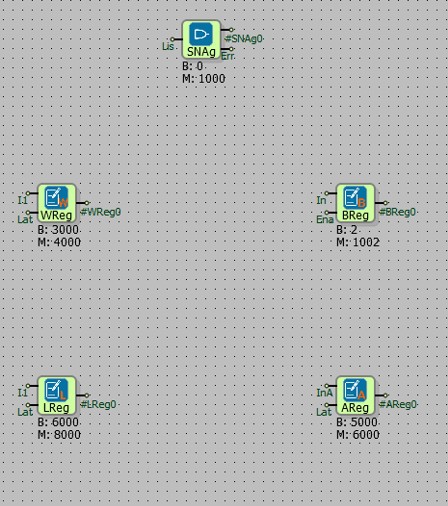 Lis
SNAg
#SNAg0
Err
B: 0
M: 1000
I1
Lat
W
WReg
#WReg0
B: 3000
M: 4000
In
Ena
B
BReg
#BReg0
B: 2
M: 1002
I1
Lat
L
LReg
#LReg0
B: 6000
M: 8000
InA
Lat
A
AReg
#AReg0
B: 5000
M: 6000